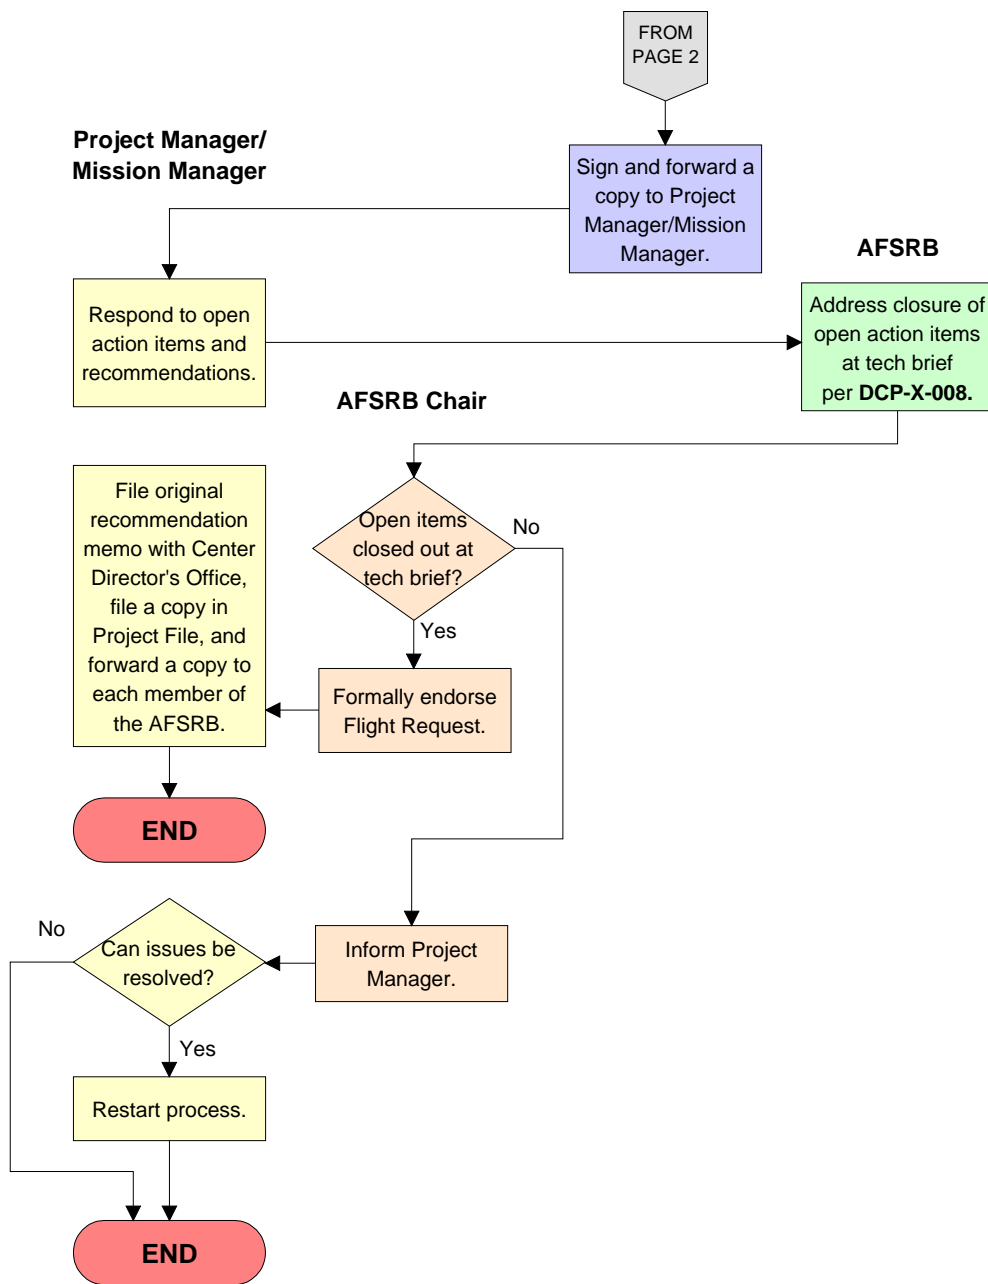 FROM
PAGE 2
Project Manager/
Mission Manager
Sign and forward a
copy to Project
Manager/Mission
Manager.
AFSRB
Respond to open
action items and
recommendations.
Address closure of
open action items
at tech brief
per DCP-X-008.
AFSRB Chair
File original
recommendation
memo with Center
Director's Office,
file a copy in
Project File, and
forward a copy to
each member of
the AFSRB.
Open items
closed out at
tech brief?
No
Yes
Formally endorse
Flight Request.
END
No
Can issues be
resolved?
Inform Project
Manager.
Yes
Restart process.
END